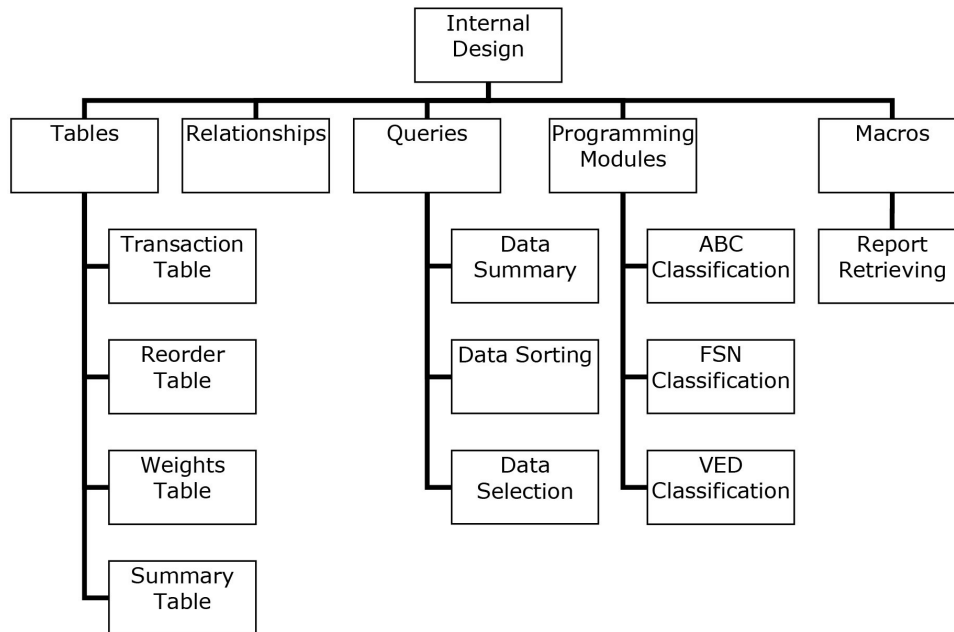 Internal
Design
Tables
Relationships
Queries
Programming
Modules
Macros
Transaction
Table
Data
Summary
ABC
Classification
Report
Retrieving
Reorder
Table
Data Sorting
FSN
Classification
Weights
Table
Data
Selection
VED
Classification
Summary
Table